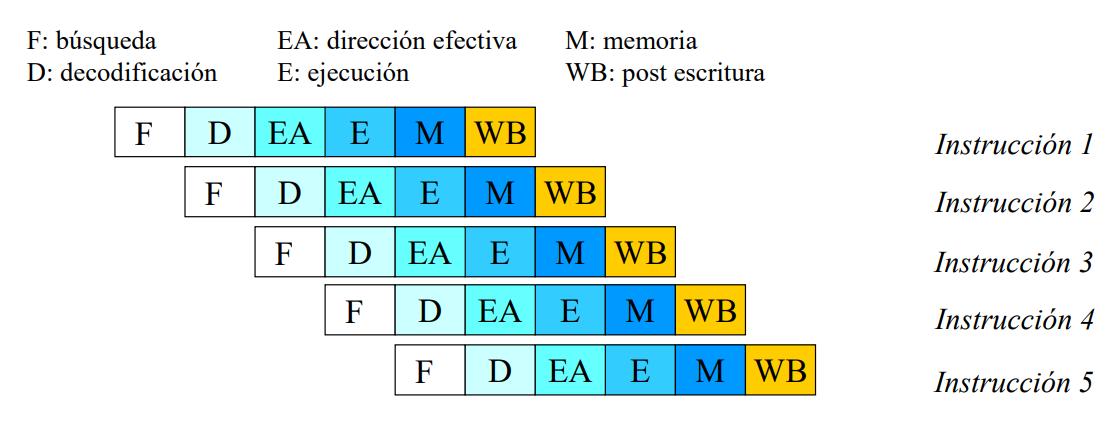 F: búsqueda EA: dirección efectiva M: memoria
D: decodificación E: ejecución WB: post escritura
F D EA E M WB Instrucción 1
F D EA E M WB Instrucción 2
F D EA E M WB Instrucción 3
F D EA E M WB Instrucción 4
F D EA E M WB Instrucción 5